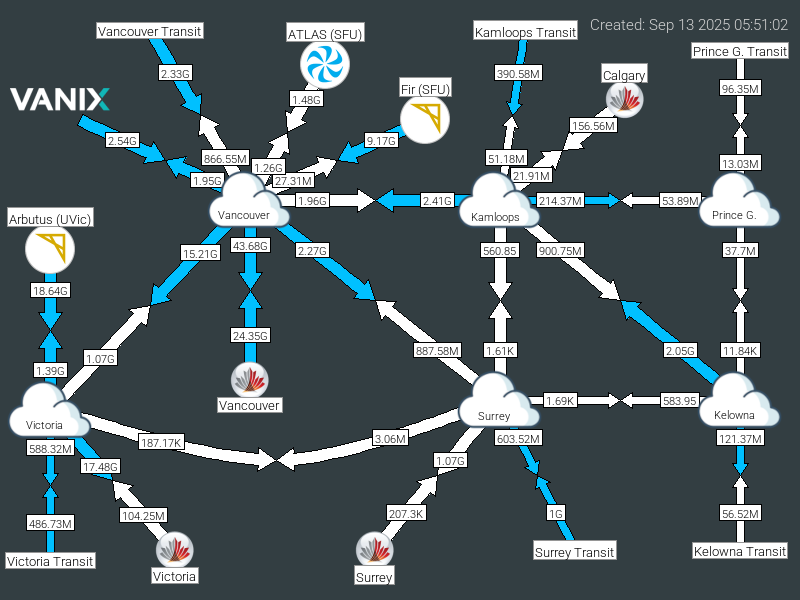 Created: Sep 13 2025 05:51:02
Vancouver Transit
ATLAS (SFU)
Kamloops Transit
Prince G. Transit
2.33G
390.58M
Calgary
VANIX
1.48G
Fir (SFU)
96.35M
2.54G
9.17G
156.56M
866.55M
1.26G
51.18M
13.03M
1.95G
27.31M
21.91M
1.96G
2.41G
214.37M
53.89M
Arbutus (UVic)
Vancouver
Kamloops
Prince G.
15.21G
43.68G
2.27G
560.85
900.75M
37.7M
18.64G
24.35G
1.07G
887.58M
1.61K
2.05G
11.84K
1.39G
Vancouver
1.69K
583.95
Victoria
Surrey
Kelowna
588.32M
187.17K
3.06M
603.52M
121.37M
17.48G
1.07G
486.73M
104.25M
207.3K
1G
56.52M
Victoria Transit
Victoria
Surrey
Surrey Transit
Kelowna Transit